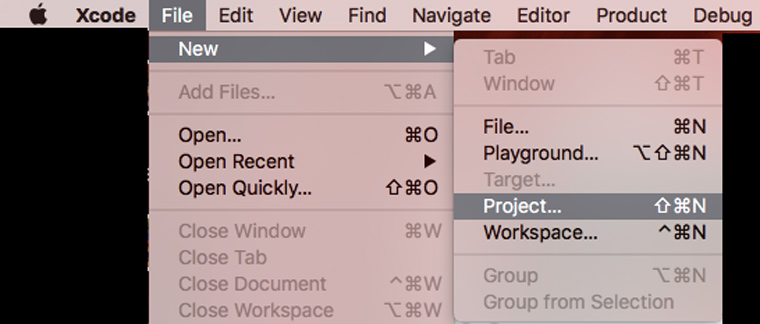 Xcode File Edit View Find Navigate Editor Product Debug
New ▶
Add Files... ⌥⌘A
Open... ⌘O
Open Recent ▶
Open Quickly... ⇧⌘O
Close Window ⌘W
Close Tab
Close Document ^⌘W
Close Workspace ⌥⌘W
Tab ⌘T
Window ⇧⌘T
File... ⌘N
Playground... ⌥⇧⌘N
Target...
Project... ⇧⌘N
Workspace... ^⌘N
Group ⌥⌘N
Group from Selection